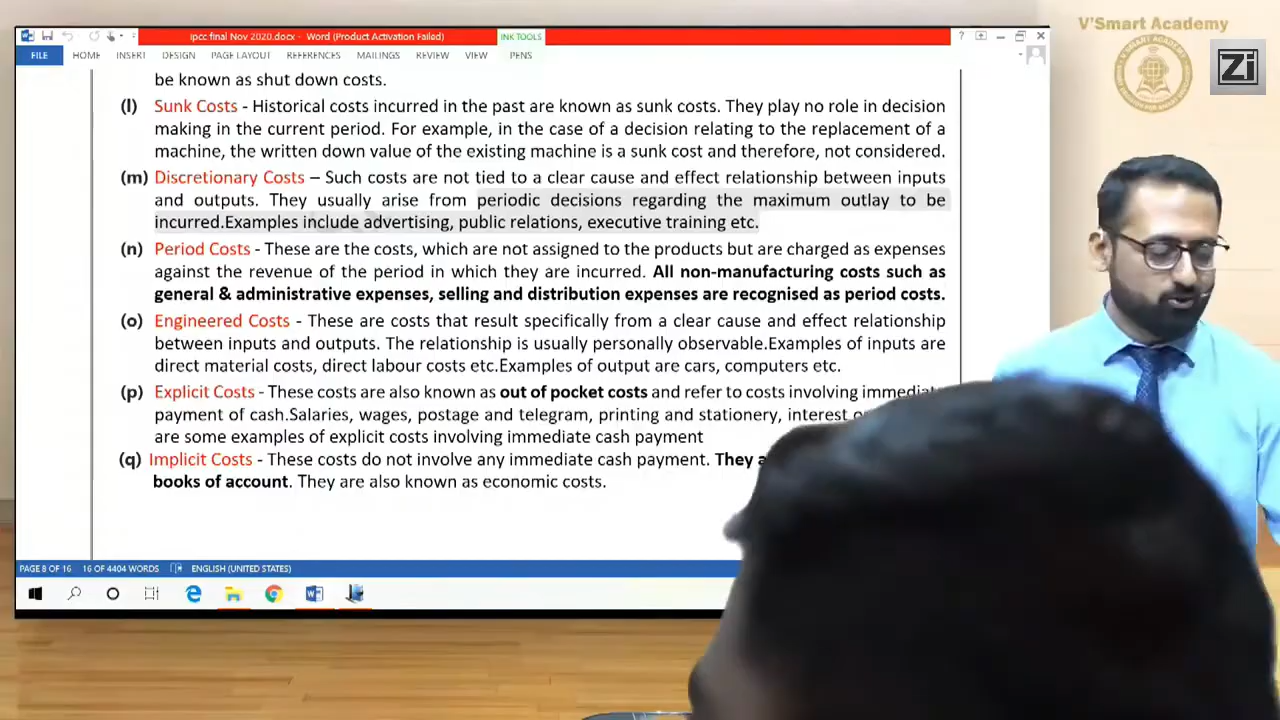 V'Smart Academy
Zi
ipcc final Nov 2020.docx - Word (Product Activation Failed)
INK TOOLS
FILE HOME INSERT DESIGN PAGE LAYOUT REFERENCES MAILINGS REVIEW VIEW PENS
be known as shut down costs.
(l) Sunk Costs - Historical costs incurred in the past are known as sunk costs. They play no role in decision
making in the current period. For example, in the case of a decision relating to the replacement of a
machine, the written down value of the existing machine is a sunk cost and therefore, not considered.
(m) Discretionary Costs – Such costs are not tied to a clear cause and effect relationship between inputs
and outputs. They usually arise from periodic decisions regarding the maximum outlay to be
incurred.Examples include advertising, public relations, executive training etc.
(n) Period Costs - These are the costs, which are not assigned to the products but are charged as expenses
against the revenue of the period in which they are incurred. All non-manufacturing costs such as
general & administrative expenses, selling and distribution expenses are recognised as period costs.
(o) Engineered Costs - These are costs that result specifically from a clear cause and effect relationship
between inputs and outputs. The relationship is usually personally observable.Examples of inputs are
direct material costs, direct labour costs etc.Examples of output are cars, computers etc.
(p) Explicit Costs - These costs are also known as out of pocket costs and refer to costs involving immediate
payment of cash.Salaries, wages, postage and telegram, printing and stationery, interest
are some examples of explicit costs involving immediate cash payment
(q) Implicit Costs - These costs do not involve any immediate cash payment. They
books of account. They are also known as economic costs.
PAGE 8 OF 16 16 OF 4404 WORDS ENGLISH (UNITED STATES)